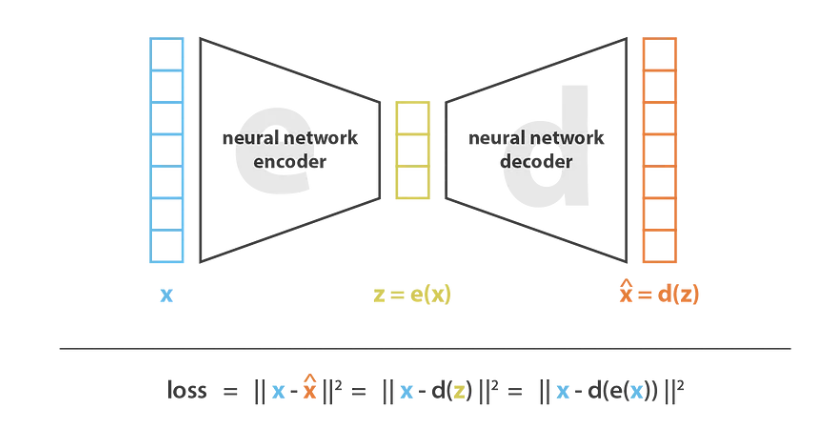 e
neural network
encoder
d
neural network
decoder
x
z = e(x)
x̂ = d(z)
loss = || x - x̂ ||² = || x - d(z) ||² = || x - d(e(x)) ||²